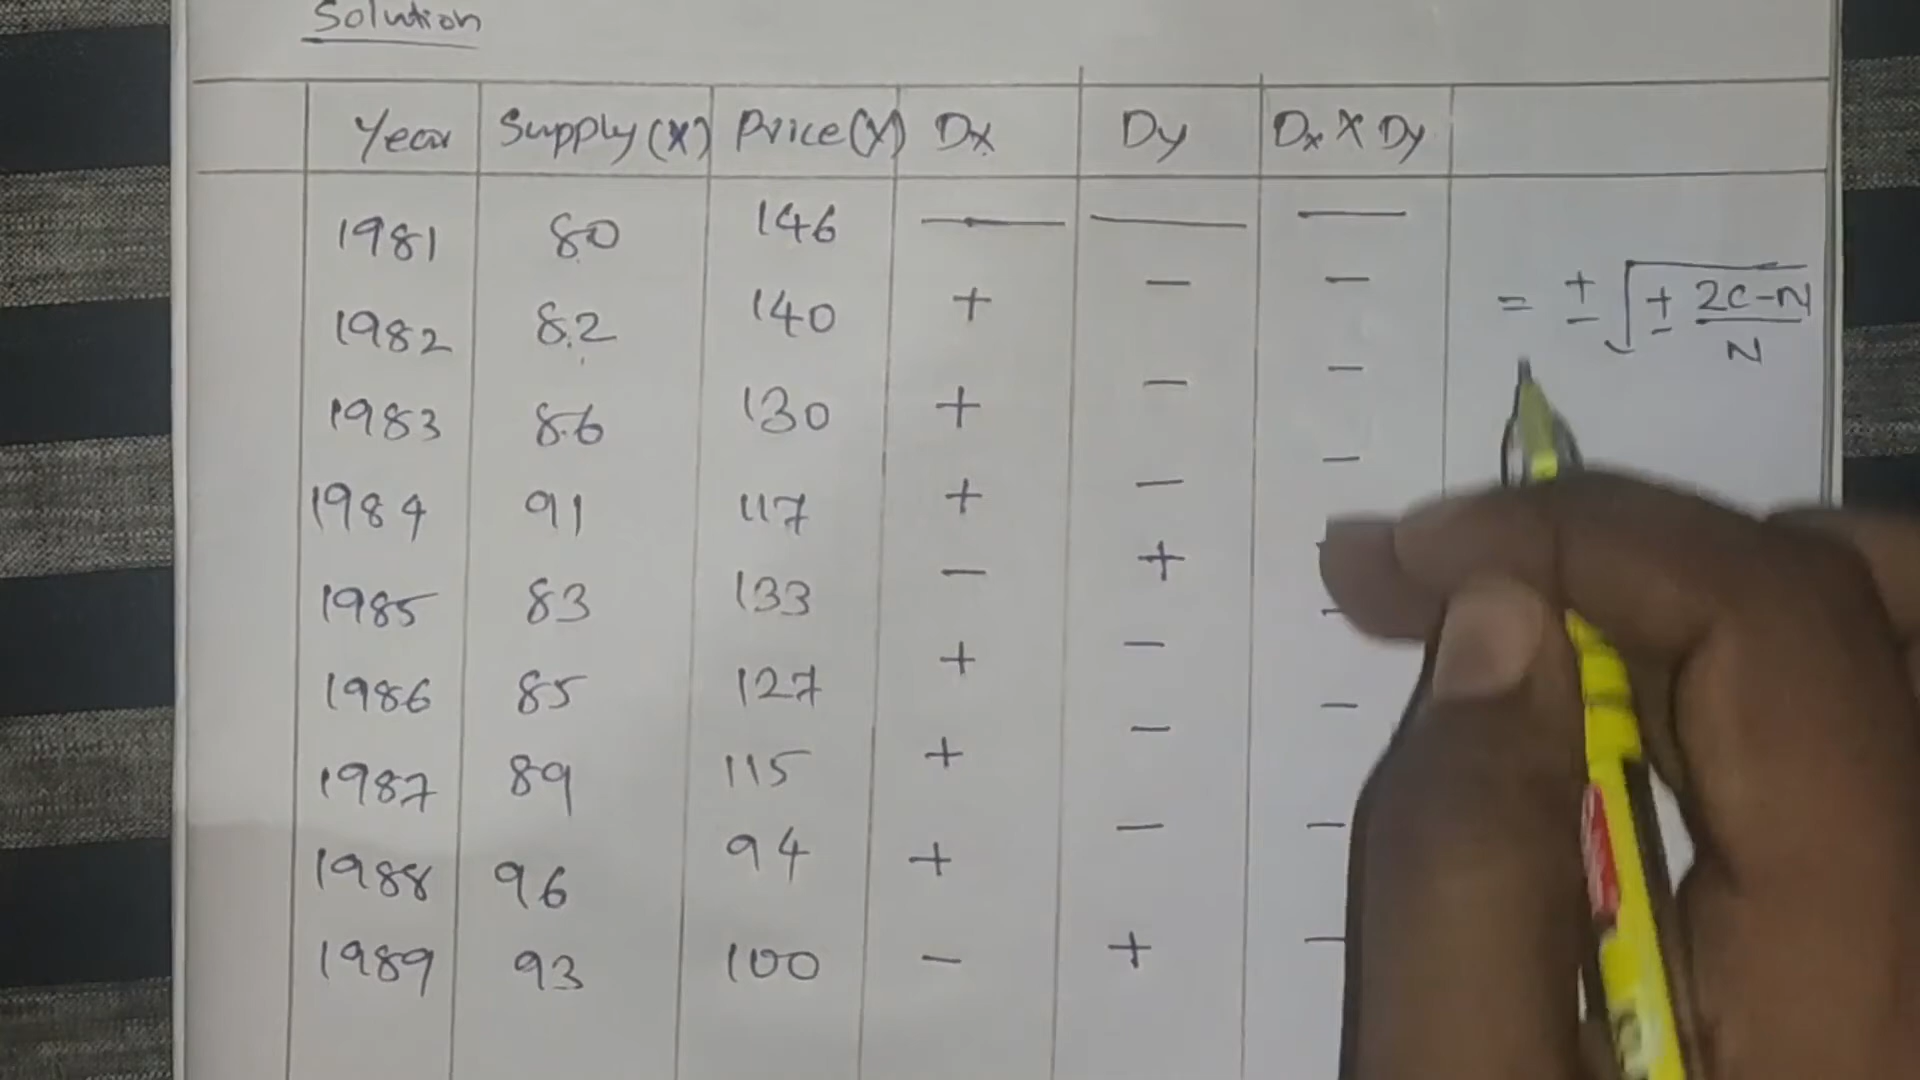 Solution
Year Supply (X) Price (Y) Dx Dy Dx X Dy
1981 80 146 — — —
1982 82 140 + − −
1983 86 130 + − −
1984 91 117 + − −
1985 83 133 − +
1986 85 127 + − −
1987 89 115 + − −
1988 96 94 + − −
1989 93 100 − + −
= ± √ ± 2C-N
N